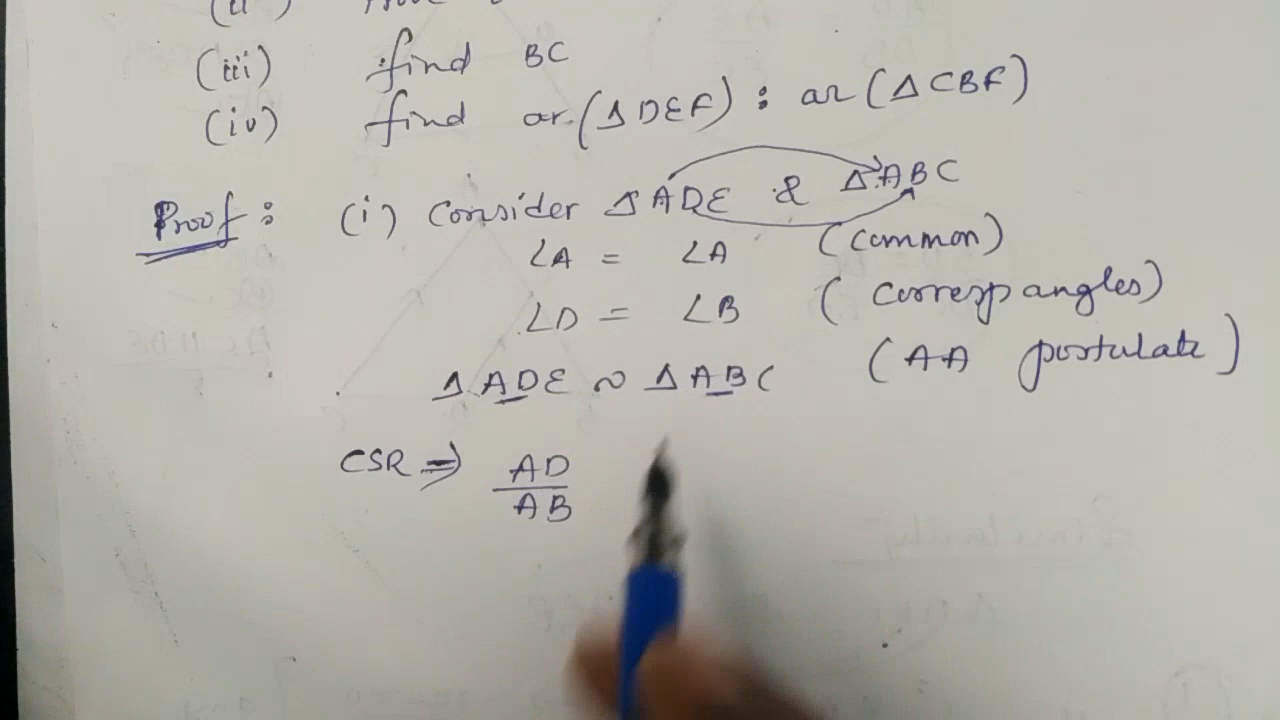 (iii) find BC
(iv) find ar.(ΔDEF) : ar(ΔCBF)
Proof: (i) Consider ΔADE & ΔABC
∠A = ∠A (Common)
∠D = ∠B (corresp angles)
ΔADE ~ ΔABC (AA postulate)
CSR ⇒ AD
AB